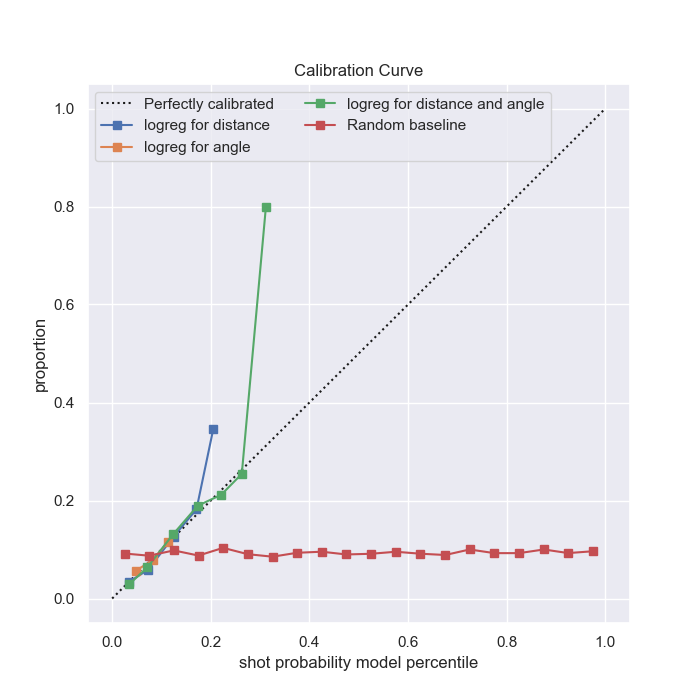 Calibration Curve
Perfectly calibrated
logreg for distance
logreg for angle
logreg for distance and angle
Random baseline
1.0
0.8
0.6
0.4
0.2
0.0
proportion
0.0 0.2 0.4 0.6 0.8 1.0
shot probability model percentile